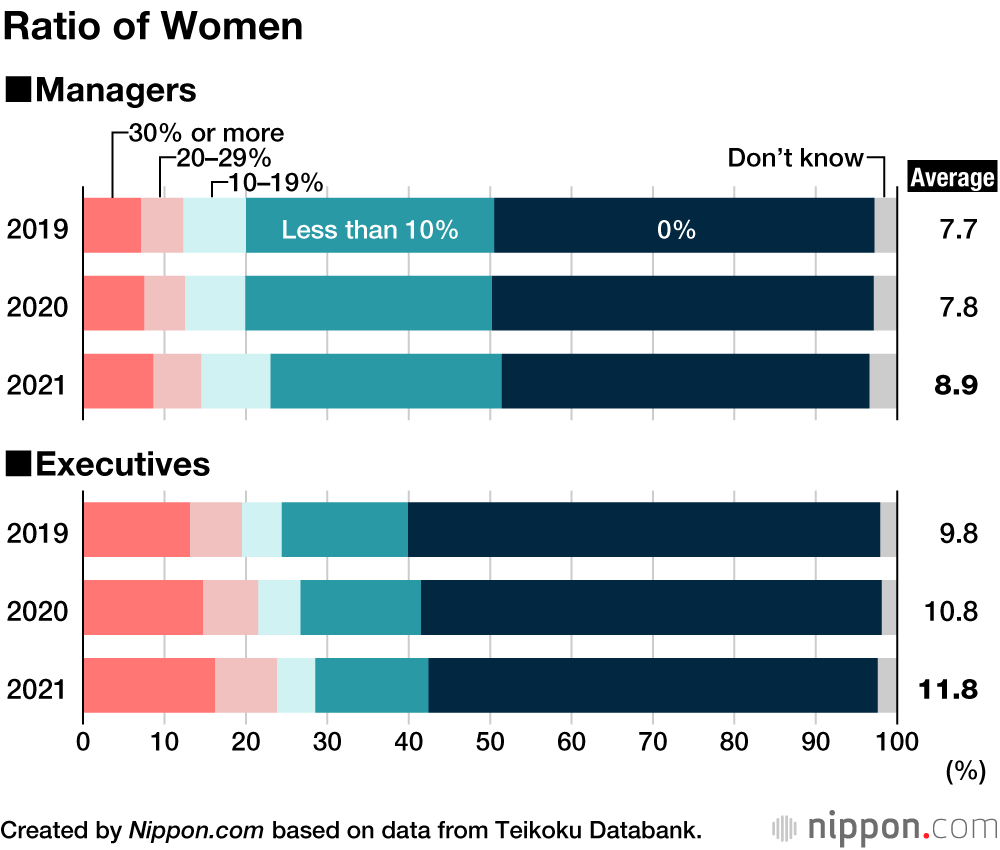 Ratio of Women
■Managers
30% or more
20–29%
10–19%
Don't know
Average
2019
Less than 10%
0%
7.7
2020
7.8
2021
8.9
■Executives
2019
9.8
2020
10.8
2021
11.8
0 10 20 30 40 50 60 70 80 90 100
(%)
Created by Nippon.com based on data from Teikoku Databank.
nippon.com